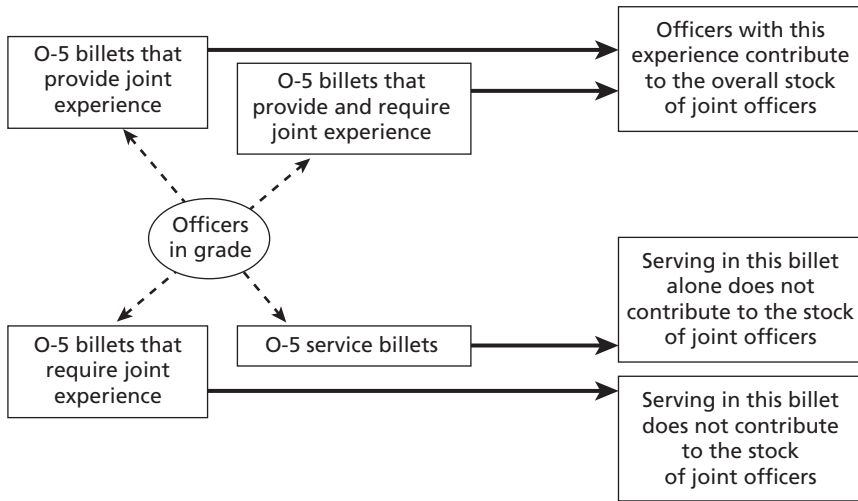 O-5 billets that
provide joint
experience
O-5 billets that
provide and require
joint experience
Officers with this
experience contribute
to the overall stock
of joint officers
Officers
in grade
O-5 billets that
require joint
experience
O-5 service billets
Serving in this billet
alone does not
contribute to the stock
of joint officers
Serving in this billet
does not contribute
to the stock
of joint officers